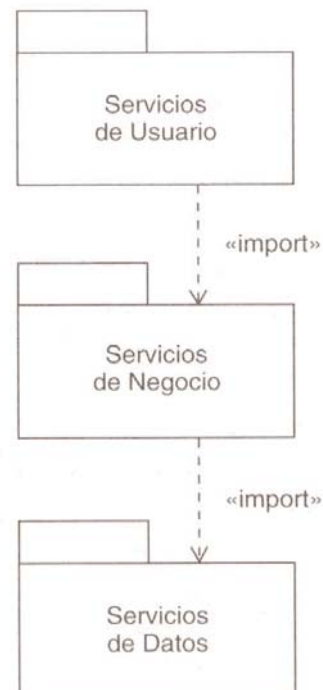 Servicios
de Usuario
«import»
Servicios
de Negocio
«import»
Servicios
de Datos